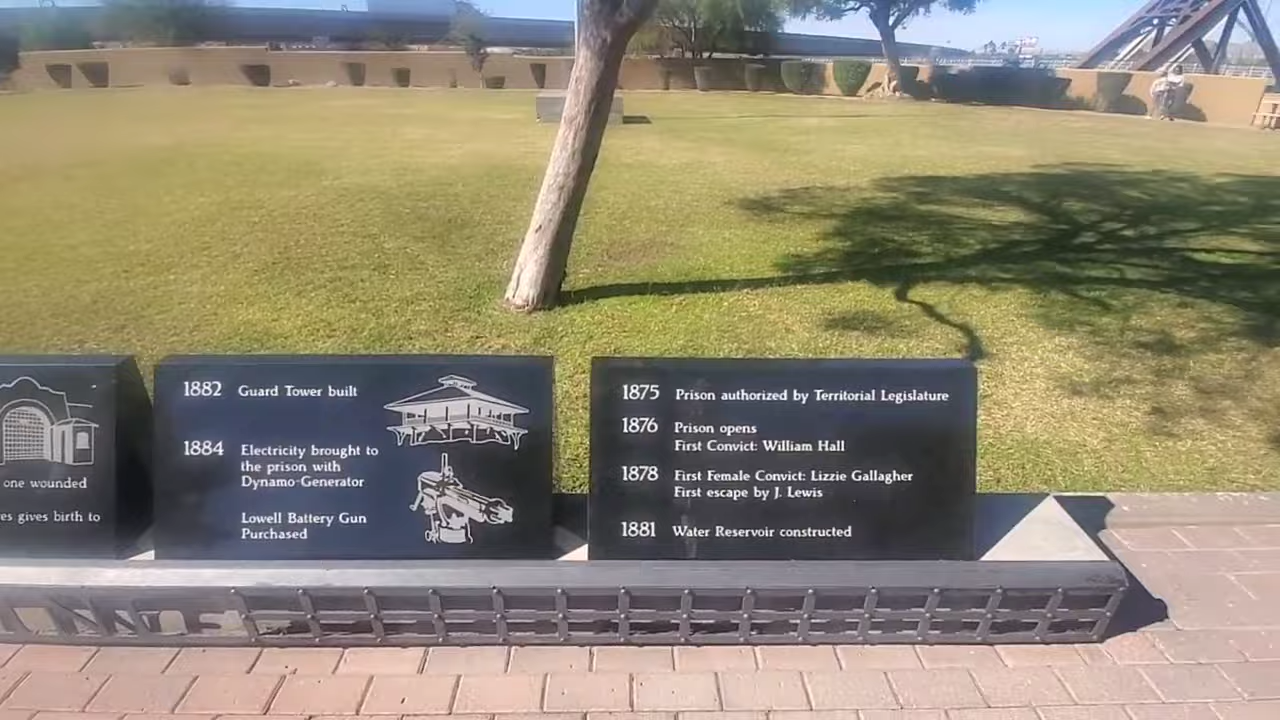 one wounded
es gives birth to
1882 Guard Tower built
1884 Electricity brought to
the prison with
Dynamo-Generator
Lowell Battery Gun
Purchased
1875 Prison authorized by Territorial Legislature
1876 Prison opens
First Convict: William Hall
1878 First Female Convict: Lizzie Gallagher
First escape by J. Lewis
1881 Water Reservoir constructed